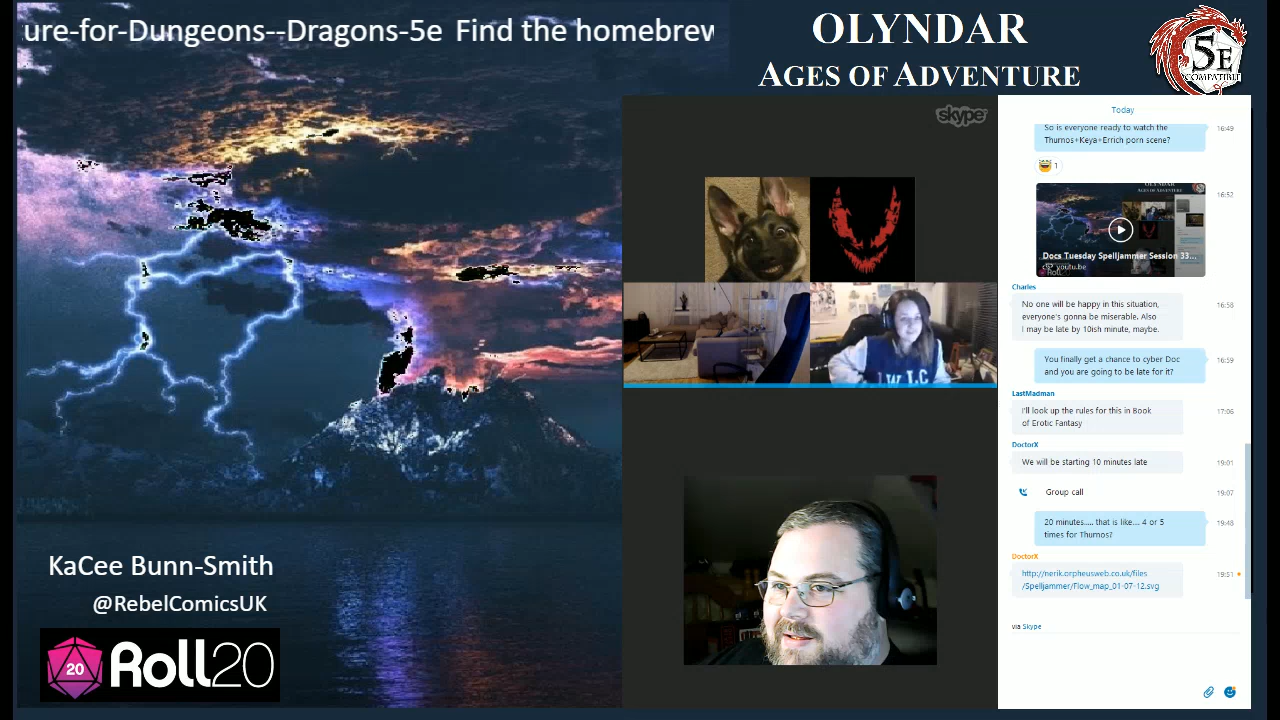 ure-for-Dungeons--Dragons-5e Find the homebrew
OLYNDAR
AGES OF ADVENTURE
5E
COMPATIBLE
skype
Today
So is everyone ready to watch the
Thurnos+Keya+Errich porn scene?
16:49
1
OLYNDAR
AGES OF ADVENTURE
Docs Tuesday Spelljammer Session 33...
youtu.be
16:52
Charles
No one will be happy in this situation,
everyone's gonna be miserable. Also
I may be late by 10ish minute, maybe.
16:58
You finally get a chance to cyber Doc
and you are going to be late for it?
16:59
LastMadman
I'll look up the rules for this in Book
of Erotic Fantasy
17:06
DoctorX
We will be starting 10 minutes late
19:01
Group call
19:07
20 minutes..... that is like.... 4 or 5
times for Thurnos?
19:48
DoctorX
http://nerik.orpheusweb.co.uk/files
/Spelljammer/Flow_map_01-07-12.svg
19:51
via Skype
KaCee Bunn-Smith
@RebelComicsUK
20
Roll20